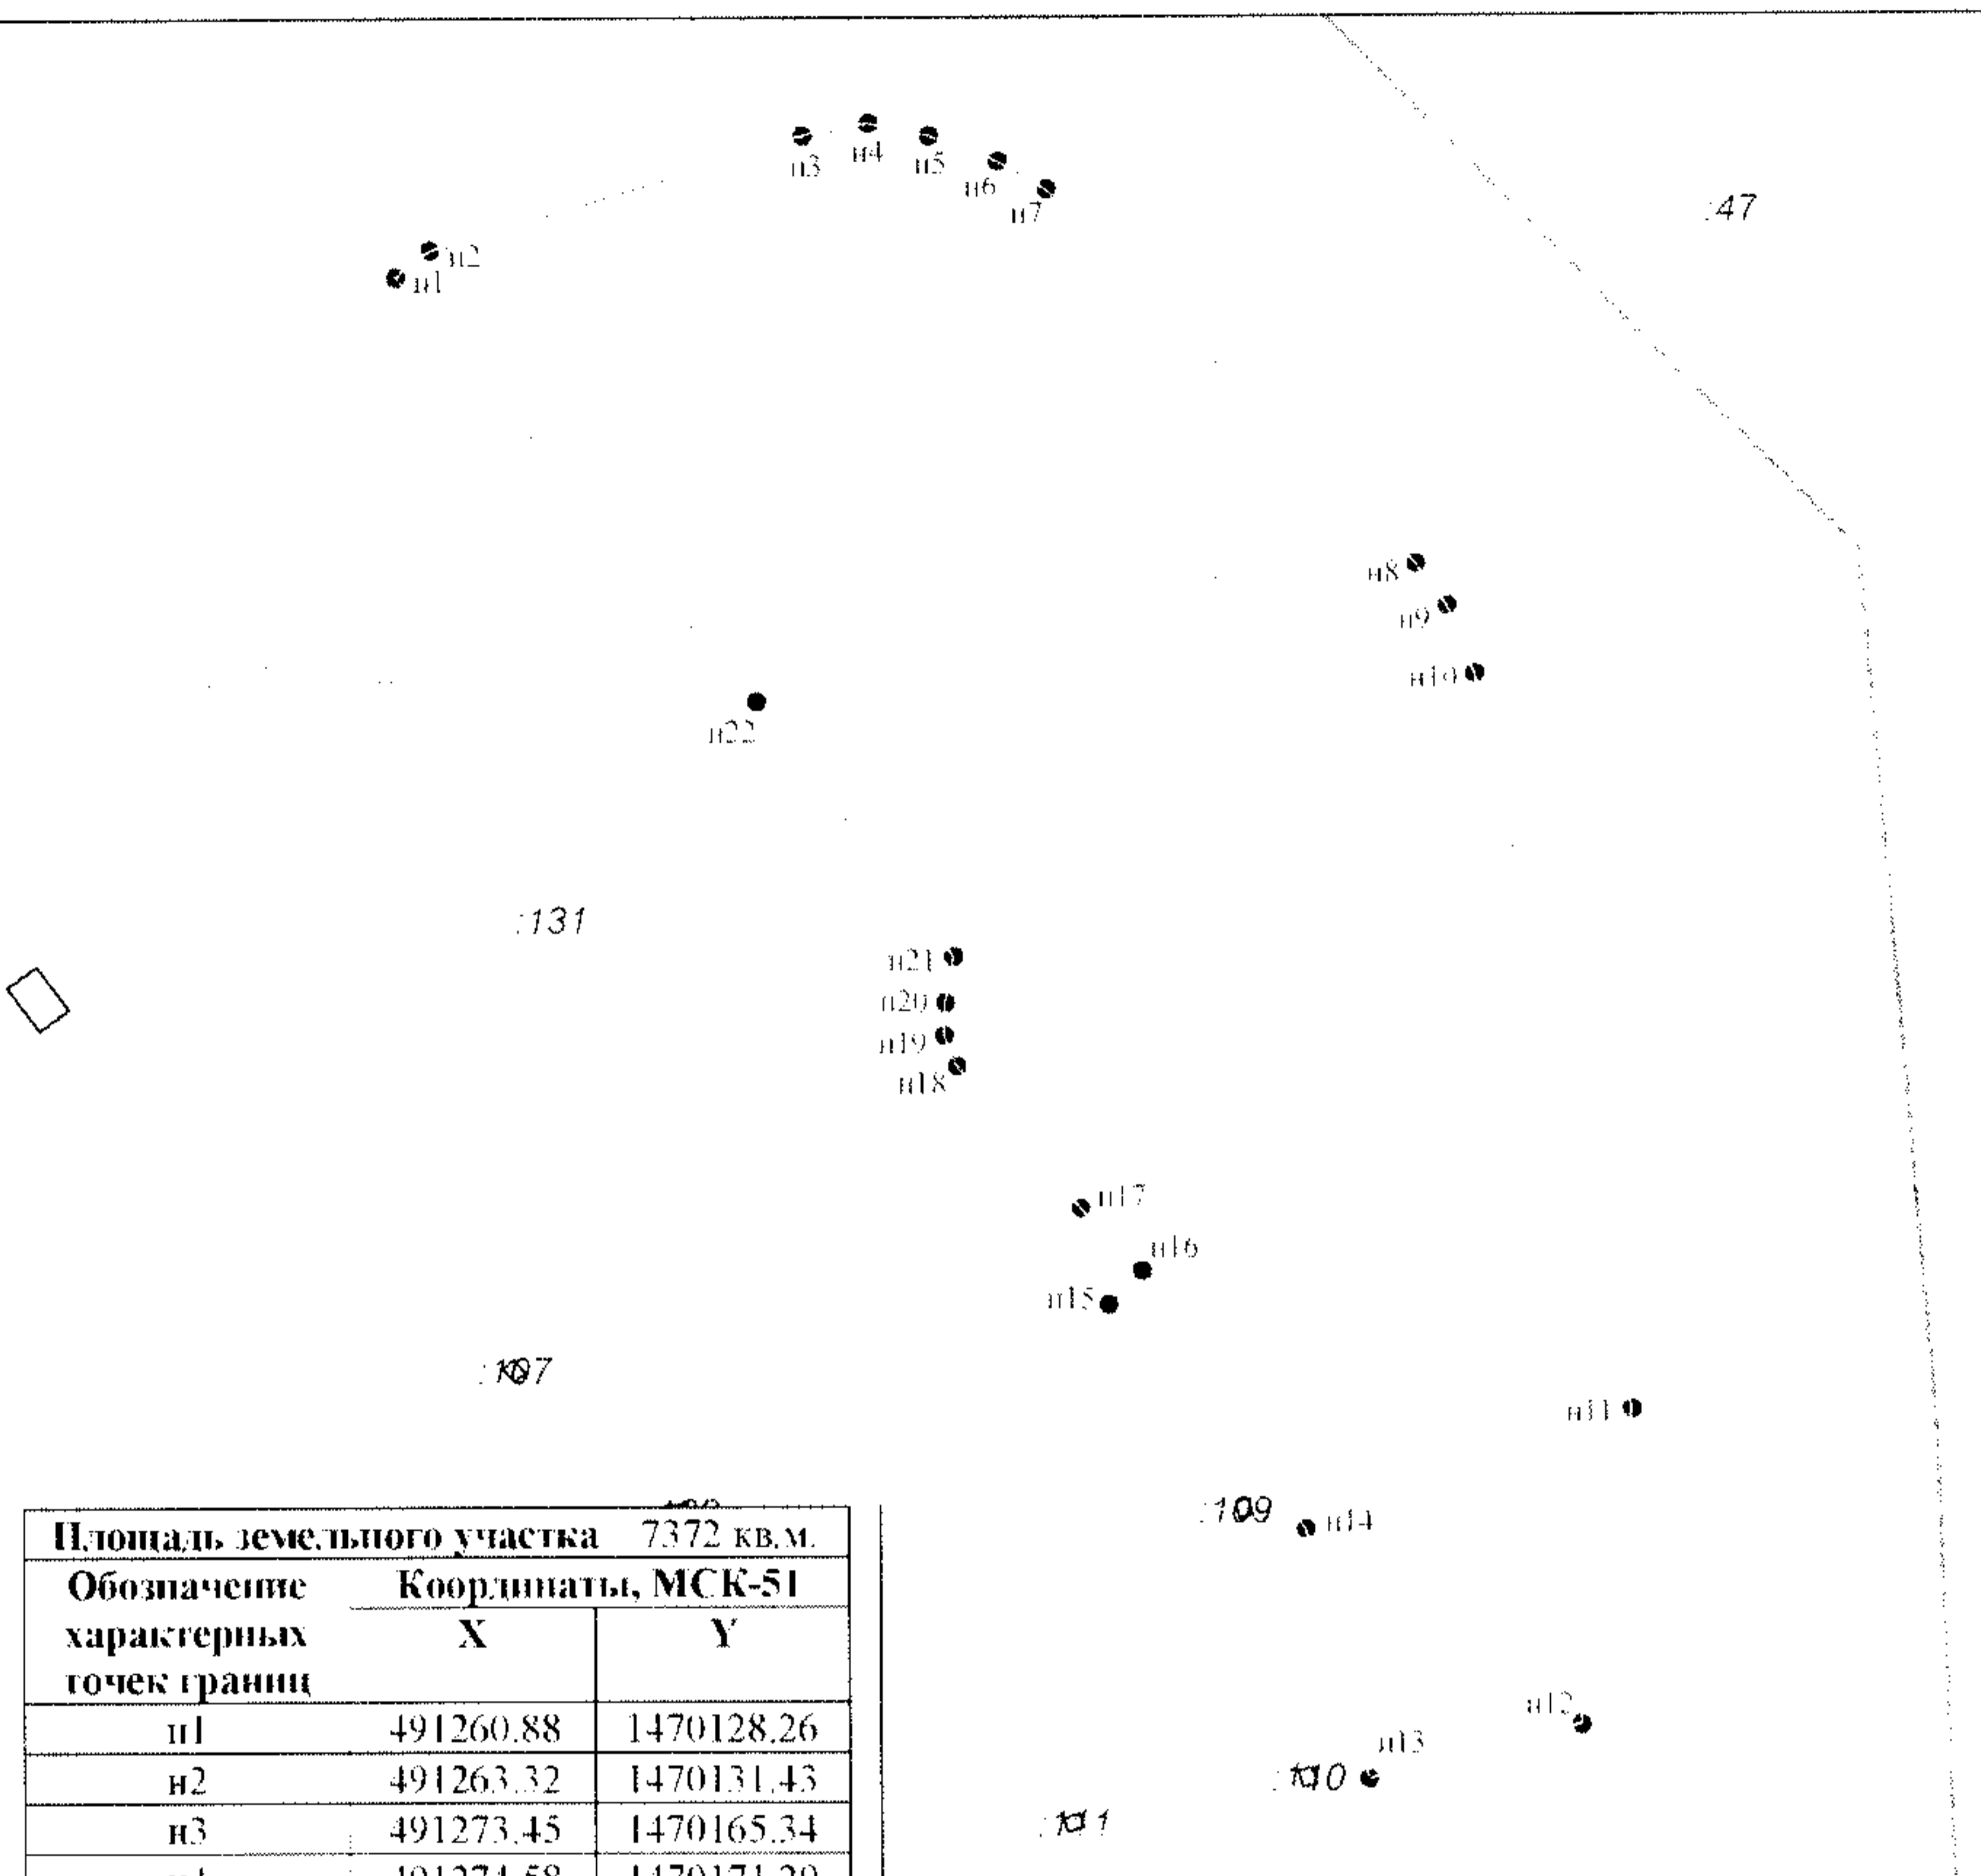 н4
н3
н5
н6
н7
:47
н2
н1
н8
н9
н10
н22
:131
н21
н20
н19
н18
н17
н16
н15
:107
н11
:109
н14
Площадь земельного участка 7372 кв.м.
Обозначение характерных точек границ
Координаты, МСК-51
X Y
н1 491260.88 1470128.26
н2 491263.32 1470131.43
н3 491273.45 1470165.34
н12
н13
:110